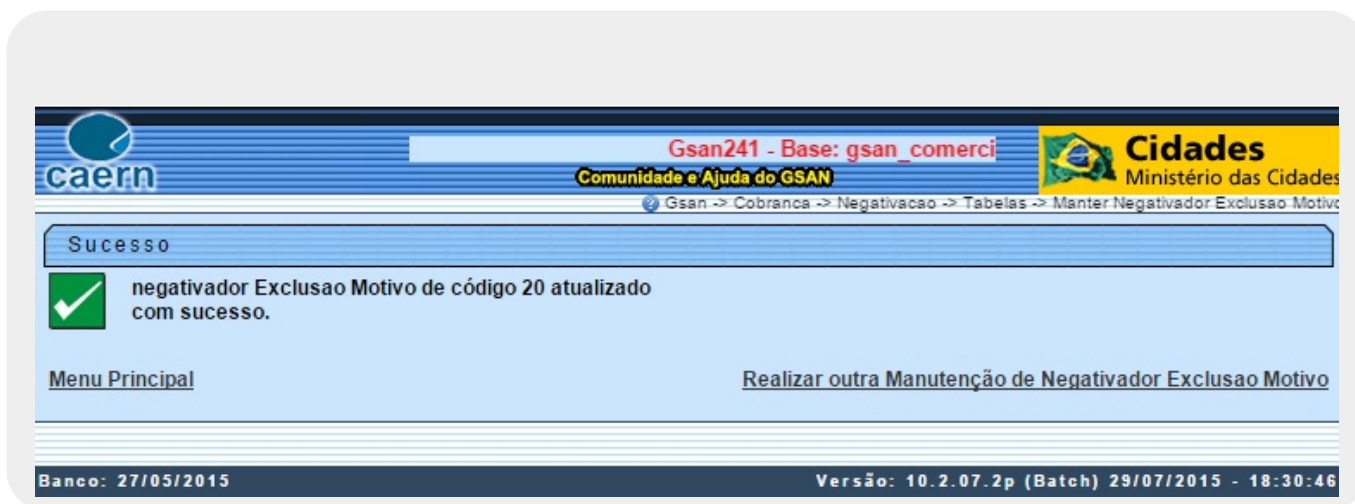 caern
Gsan241 - Base: gsan_comerci
Comunidade e Ajuda do GSAN
Cidades
Ministério das Cidades
Gsan -> Cobranca -> Negativacao -> Tabelas -> Manter Negativador Exclusao Motivo
Sucesso
negativador Exclusao Motivo de código 20 atualizado
com sucesso.
Menu Principal
Realizar outra Manutenção de Negativador Exclusao Motivo
Banco: 27/05/2015
Versão: 10.2.07.2p (Batch) 29/07/2015 - 18:30:46